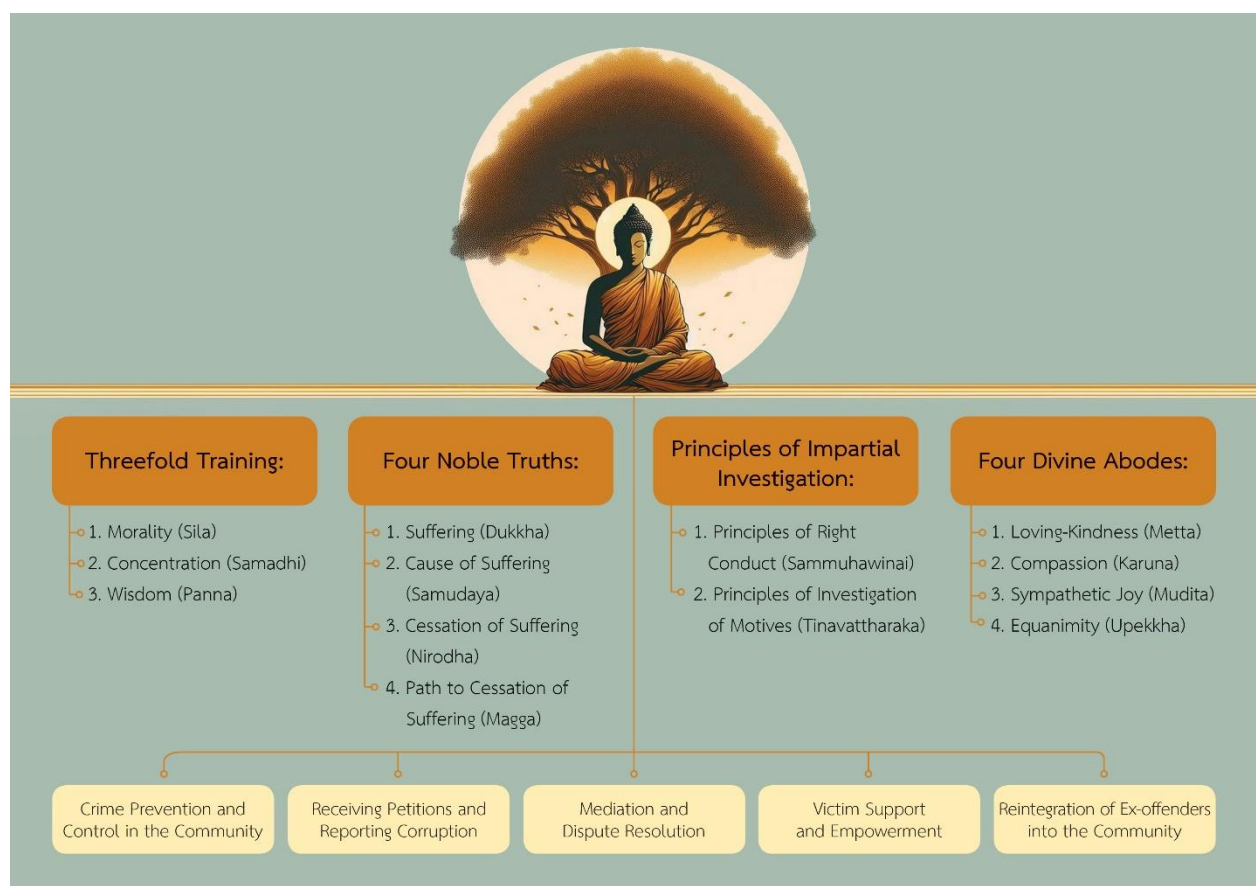 Threefold Training:
1. Morality (Sila)
2. Concentration (Samadhi)
3. Wisdom (Panna)
Four Noble Truths:
1. Suffering (Dukkha)
2. Cause of Suffering
(Samudaya)
3. Cessation of Suffering
(Nirodha)
4. Path to Cessation of
Suffering (Magga)
Principles of Impartial
Investigation:
1. Principles of Right
Conduct (Sammuhawinai)
2. Principles of Investigation
of Motives (Tinavattharaka)
Four Divine Abodes:
1. Loving-Kindness (Metta)
2. Compassion (Karuna)
3. Sympathetic Joy (Mudita)
4. Equanimity (Upekkha)
Crime Prevention and
Control in the Community
Receiving Petitions and
Reporting Corruption
Mediation and
Dispute Resolution
Victim Support
and Empowerment
Reintegration of Ex-offenders
into the Community